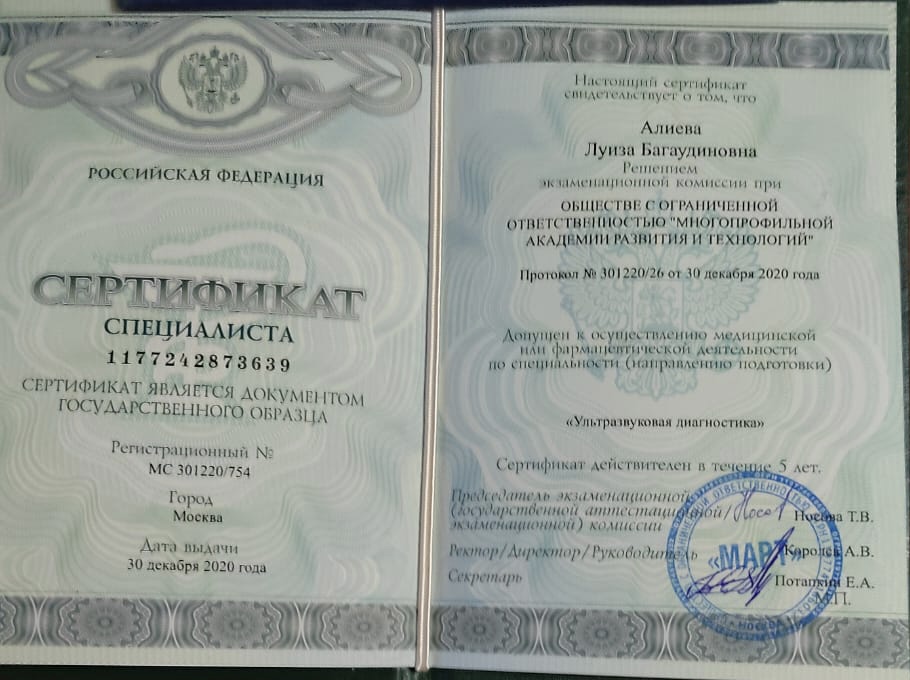 РОССИЙСКАЯ ФЕДЕРАЦИЯ
СЕРТИФИКАТ
СПЕЦИАЛИСТА
1177242873639
СЕРТИФИКАТ ЯВЛЯЕТСЯ ДОКУМЕНТОМ
ГОСУДАРСТВЕННОГО ОБРАЗЦА
Регистрационный №
МС 301220/754
Город
Москва
Дата выдачи
30 декабря 2020 года
Настоящий сертификат
свидетельствует о том, что
Алиева
Луиза Багаудиновна
Решением
экзаменационной комиссии при
ОБЩЕСТВЕ С ОГРАНИЧЕННОЙ
ОТВЕТСТВЕННОСТЬЮ "МНОГОПРОФИЛЬНОЙ
АКАДЕМИИ РАЗВИТИЯ И ТЕХНОЛОГИЙ"
Протокол № 301220/26 от 30 декабря 2020 года
Допущен к осуществлению медицинской
или фармацевтической деятельности
по специальности (направлению подготовки)
«Ультразвуковая диагностика»
Сертификат действителен в течение 5 лет.
Председатель экзаменационной
(государственной аттестационной/
экзаменационной) комиссии
Носова Т.В.
Ректор/Директор/Руководитель
Королев А.В.
Секретарь
Потапкин Е.А.
М.П.
«МАРТ»
ОТВЕТСТВЕННОСТЬЮ
МОСКВА